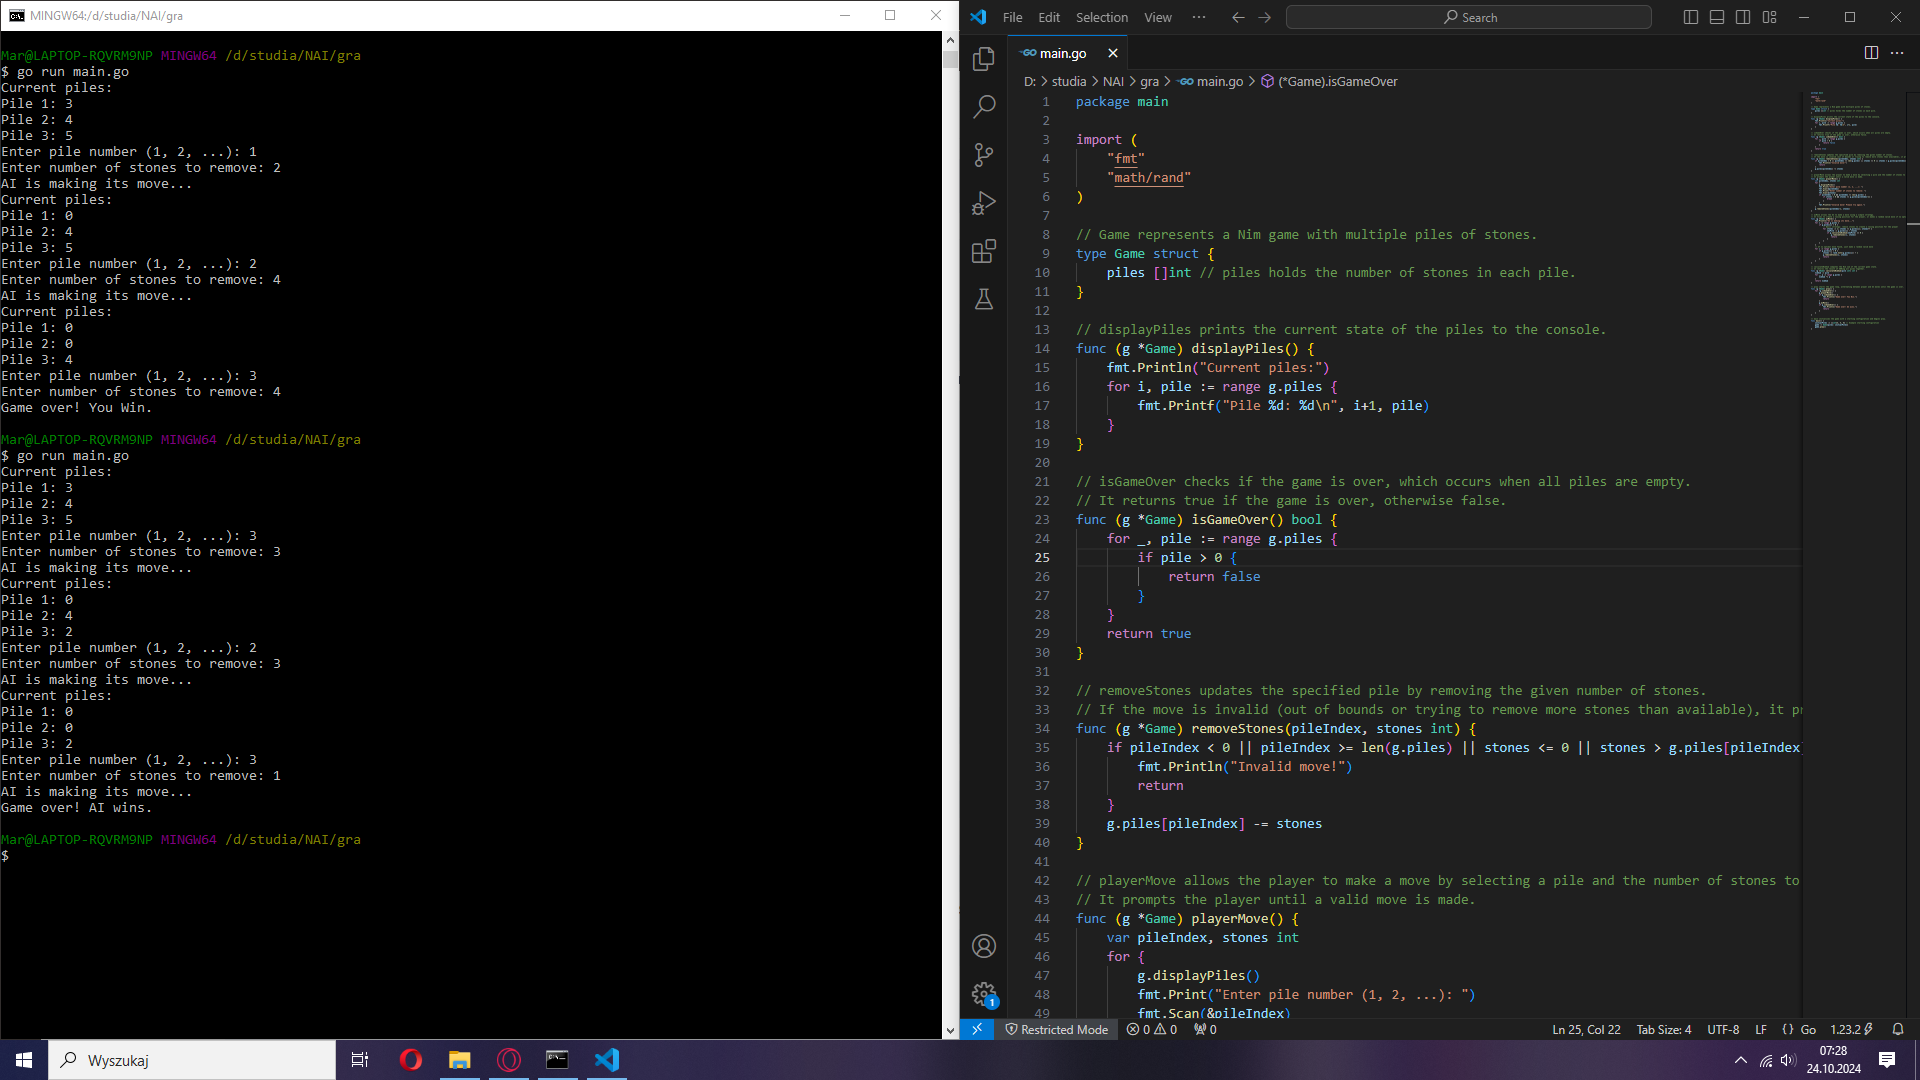 MINGW64:/d/studia/NAI/gra
Mar@LAPTOP-RQVRM9NP MINGW64 /d/studia/NAI/gra
$ go run main.go
Current piles:
Pile 1: 3
Pile 2: 4
Pile 3: 5
Enter pile number (1, 2, ...): 1
Enter number of stones to remove: 2
AI is making its move...
Current piles:
Pile 1: 0
Pile 2: 4
Pile 3: 5
Enter pile number (1, 2, ...): 2
Enter number of stones to remove: 4
AI is making its move...
Current piles:
Pile 1: 0
Pile 2: 0
Pile 3: 4
Enter pile number (1, 2, ...): 3
Enter number of stones to remove: 4
Game over! You Win.
Mar@LAPTOP-RQVRM9NP MINGW64 /d/studia/NAI/gra
$ go run main.go
Current piles:
Pile 1: 3
Pile 2: 4
Pile 3: 5
Enter pile number (1, 2, ...): 3
Enter number of stones to remove: 3
AI is making its move...
Current piles:
Pile 1: 0
Pile 2: 4
Pile 3: 2
Enter pile number (1, 2, ...): 2
Enter number of stones to remove: 3
AI is making its move...
Current piles:
Pile 1: 0
Pile 2: 0
Pile 3: 2
Enter pile number (1, 2, ...): 3
Enter number of stones to remove: 1
AI is making its move...
Game over! AI wins.
Mar@LAPTOP-RQVRM9NP MINGW64 /d/studia/NAI/gra
$
File Edit Selection View ··· Search
main.go
D: > studia > NAI > gra > main.go > (*Game).isGameOver
1 package main
2
3 import (
4 "fmt"
5 "math/rand"
6 )
7
8 // Game represents a Nim game with multiple piles of stones.
9 type Game struct {
10 piles []int // piles holds the number of stones in each pile.
11 }
12
13 // displayPiles prints the current state of the piles to the console.
14 func (g *Game) displayPiles() {
15 fmt.Println("Current piles:")
16 for i, pile := range g.piles {
17 fmt.Printf("Pile %d: %d\n", i+1, pile)
18 }
19 }
20
21 // isGameOver checks if the game is over, which occurs when all piles are empty.
22 // It returns true if the game is over, otherwise false.
23 func (g *Game) isGameOver() bool {
24 for _, pile := range g.piles {
25 if pile > 0 {
26 return false
27 }
28 }
29 return true
30 }
31
32 // removeStones updates the specified pile by removing the given number of stones.
33 // If the move is invalid (out of bounds or trying to remove more stones than available), it pr
34 func (g *Game) removeStones(pileIndex, stones int) {
35 if pileIndex < 0 || pileIndex >= len(g.piles) || stones <= 0 || stones > g.piles[pileIndex]
36 fmt.Println("Invalid move!")
37 return
38 }
39 g.piles[pileIndex] -= stones
40 }
41
42 // playerMove allows the player to make a move by selecting a pile and the number of stones to
43 // It prompts the player until a valid move is made.
44 func (g *Game) playerMove() {
45 var pileIndex, stones int
46 for {
47 g.displayPiles()
48 fmt.Print("Enter pile number (1, 2, ...): ")
49 fmt.Scan(&pileIndex)
1
Restricted Mode 0 0 0 Ln 25, Col 22 Tab Size: 4 UTF-8 LF {} Go 1.23.2
Wyszukaj
07:28
24.10.2024